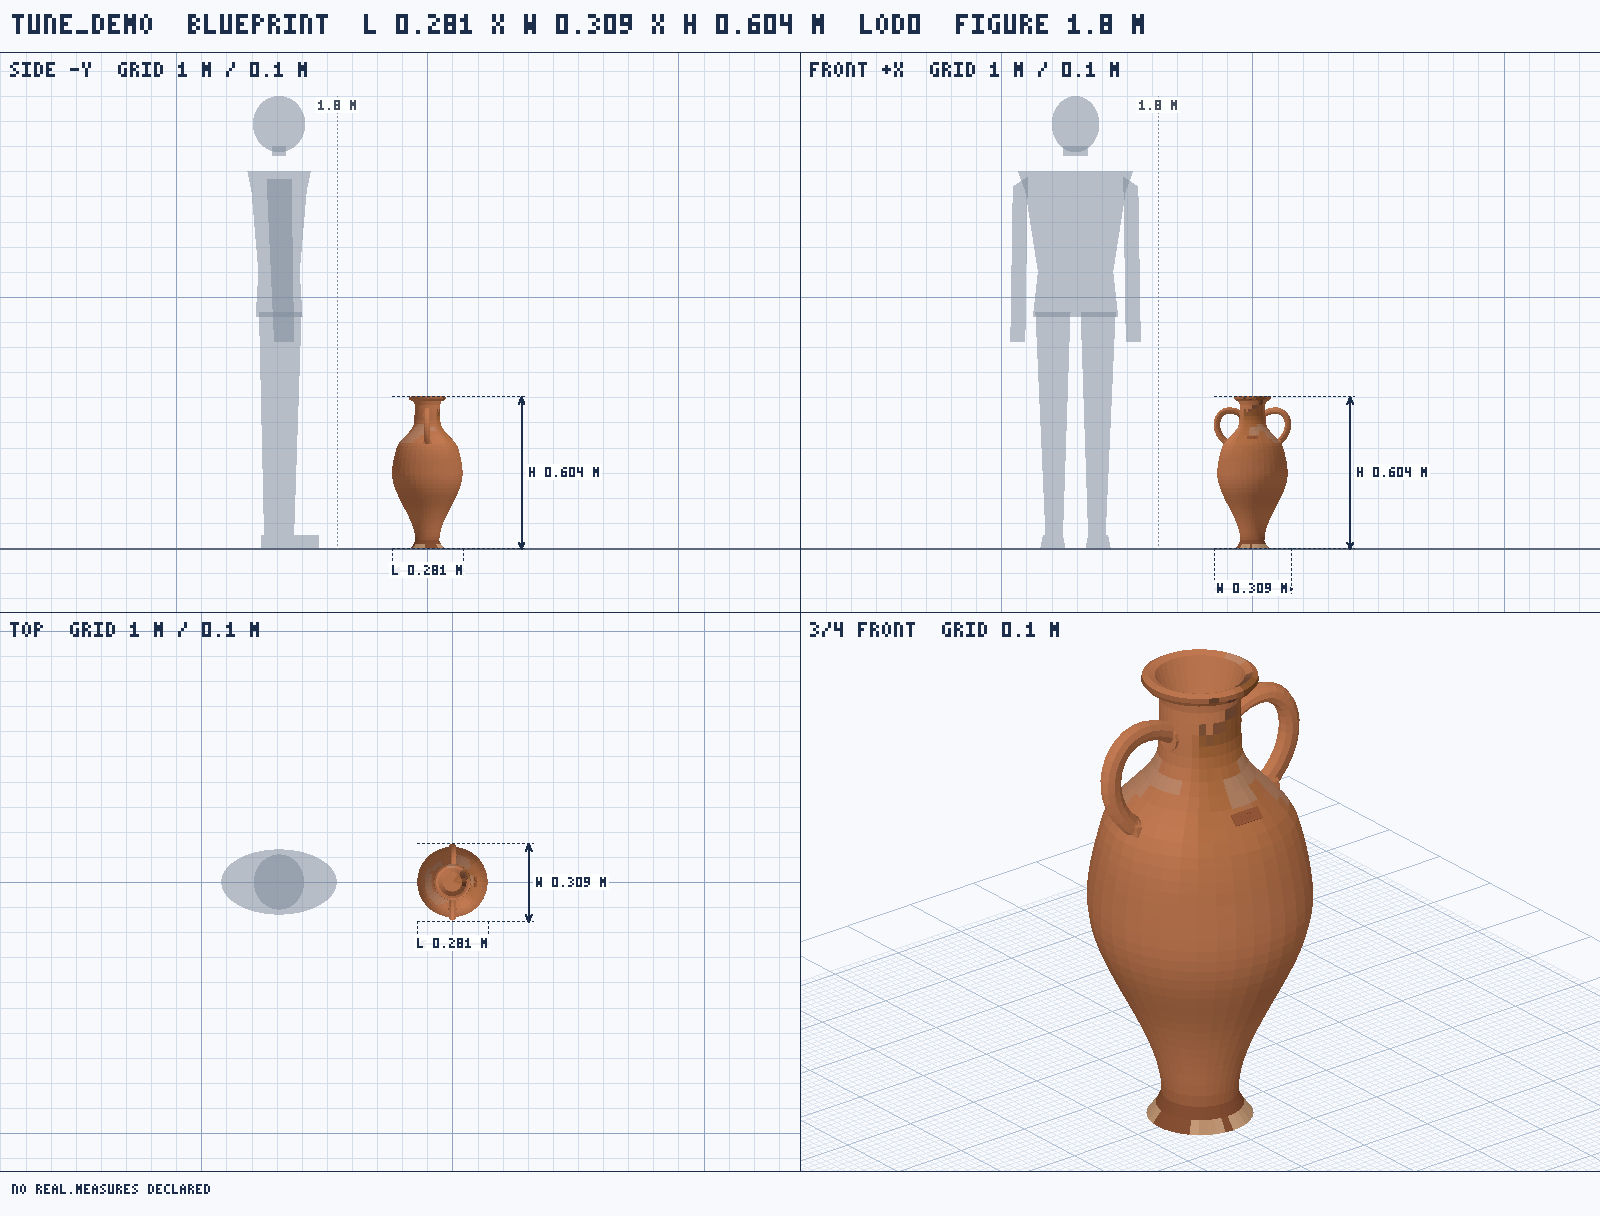 TUNE_DEMO BLUEPRINT L 0.281 X W 0.309 X H 0.604 M LOD0 FIGURE 1.8 M
SIDE -Y GRID 1 M / 0.1 M
1.8 M
H 0.604 M
L 0.281 M
FRONT +X GRID 1 M / 0.1 M
1.8 M
H 0.604 M
W 0.309 M
TOP GRID 1 M / 0.1 M
W 0.309 M
L 0.281 M
3/4 FRONT GRID 0.1 M
NO REAL.MEASURES DECLARED